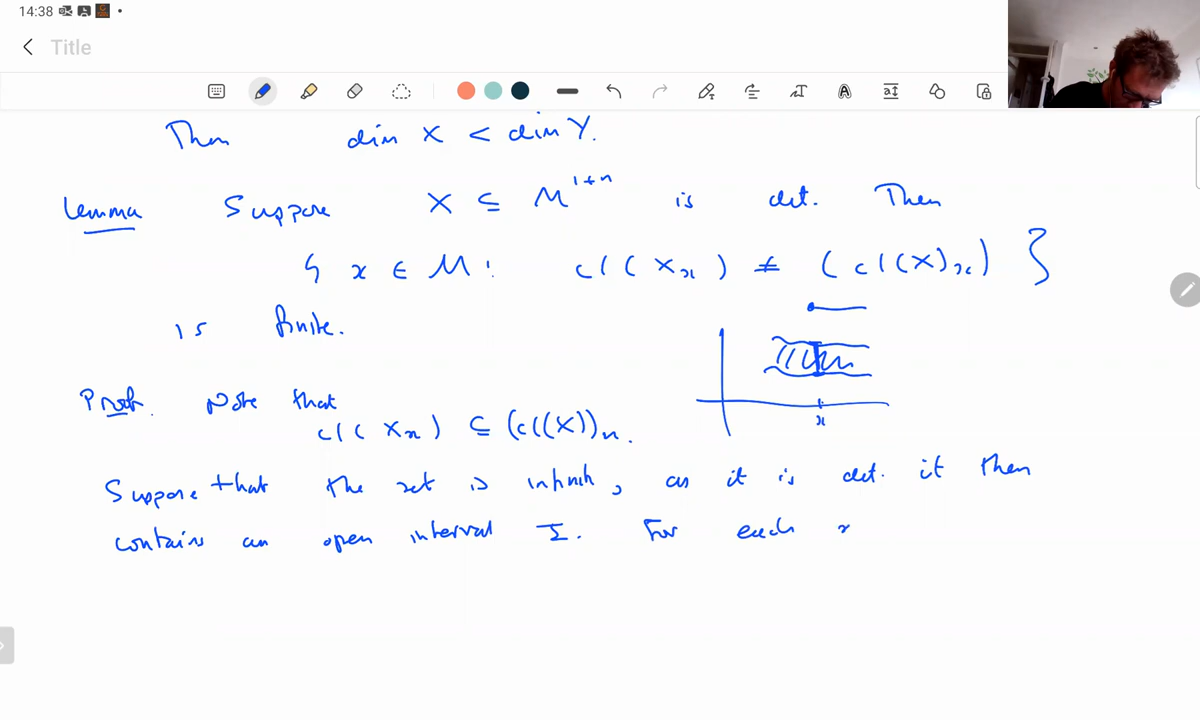 14:38
Title
Then dim X < dim Y.
Lemma Suppose X ⊆ M^{1+n} is def. Then
{ x ∈ M : cl(X_x) ≠ (cl(X)_x) }
is finite.
x
Proof. Note that
cl(X_x) ⊆ (cl(X))_x.
Suppose that the set is infinite, as it is def. it then
contains an open interval I. For each x